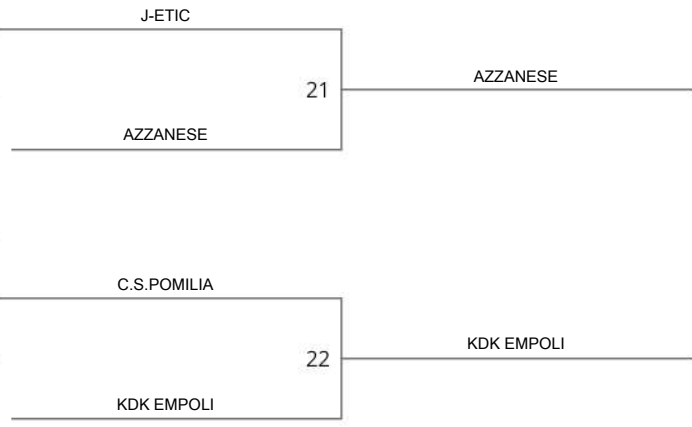 J-ETIC
21
AZZANESE
AZZANESE
C.S.POMILIA
22
KDK EMPOLI
KDK EMPOLI